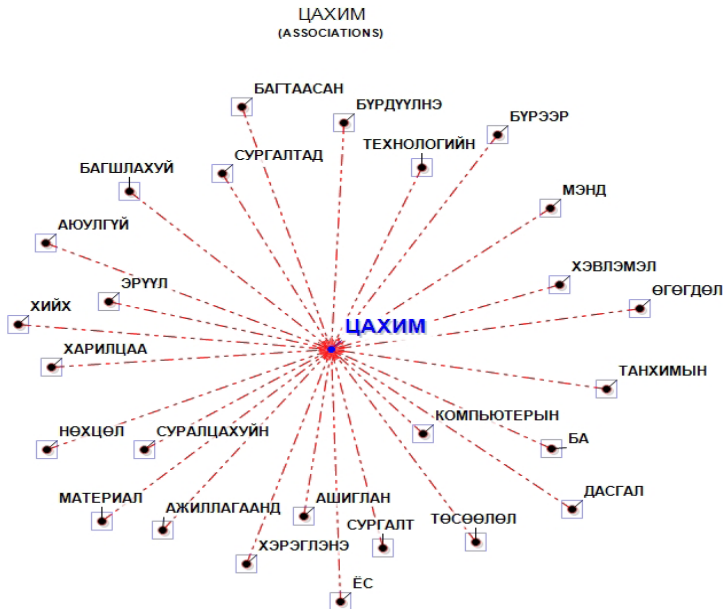 ЦАХИМ
(ASSOCIATIONS)
БАГТААСАН
БҮРДҮҮЛНЭ
БҮРЭЭР
ТЕХНОЛОГИЙН
СУРГАЛТАД
БАГШЛАХУЙ
МЭНД
АЮУЛГҮЙ
ХЭВЛЭМЭЛ
ӨГӨГДӨЛ
ЭРҮҮЛ
ХИЙХ
ЦАХИМ
ХАРИЛЦАА
ТАНХИМЫН
КОМПЬЮТЕРЫН
НӨХЦӨЛ
СУРАЛЦАХУЙН
БА
МАТЕРИАЛ
АЖИЛЛАГААНД
АШИГЛАН
ДАСГАЛ
ТӨСӨӨЛӨЛ
СУРГАЛТ
ХЭРЭГЛЭНЭ
ЁС